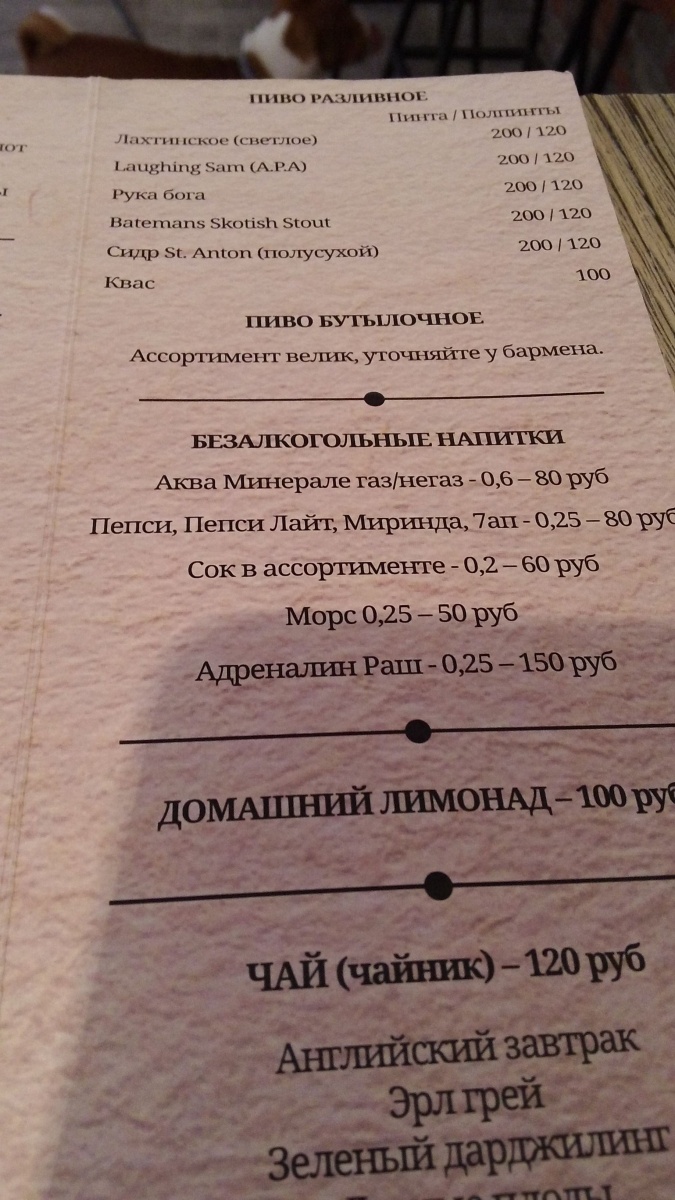 ПИВО РАЗЛИВНОЕ
Пинта / Полпинты
Лахтинское (светлое) 200 / 120
Laughing Sam (A.P.A) 200 / 120
Рука бога 200 / 120
Batemans Skotish Stout 200 / 120
Сидр St. Anton (полусухой) 200 / 120
Квас 100
ПИВО БУТЫЛОЧНОЕ
Ассортимент велик, уточняйте у бармена.
БЕЗАЛКОГОЛЬНЫЕ НАПИТКИ
Аква Минерале газ/негаз - 0,6 – 80 руб
Пепси, Пепси Лайт, Миринда, 7ап - 0,25 – 80 руб
Сок в ассортименте - 0,2 – 60 руб
Морс 0,25 – 50 руб
Адреналин Раш - 0,25 – 150 руб
ДОМАШНИЙ ЛИМОНАД – 100 руб
ЧАЙ (чайник) – 120 руб
Английский завтрак
Эрл грей
Зеленый дарджилинг